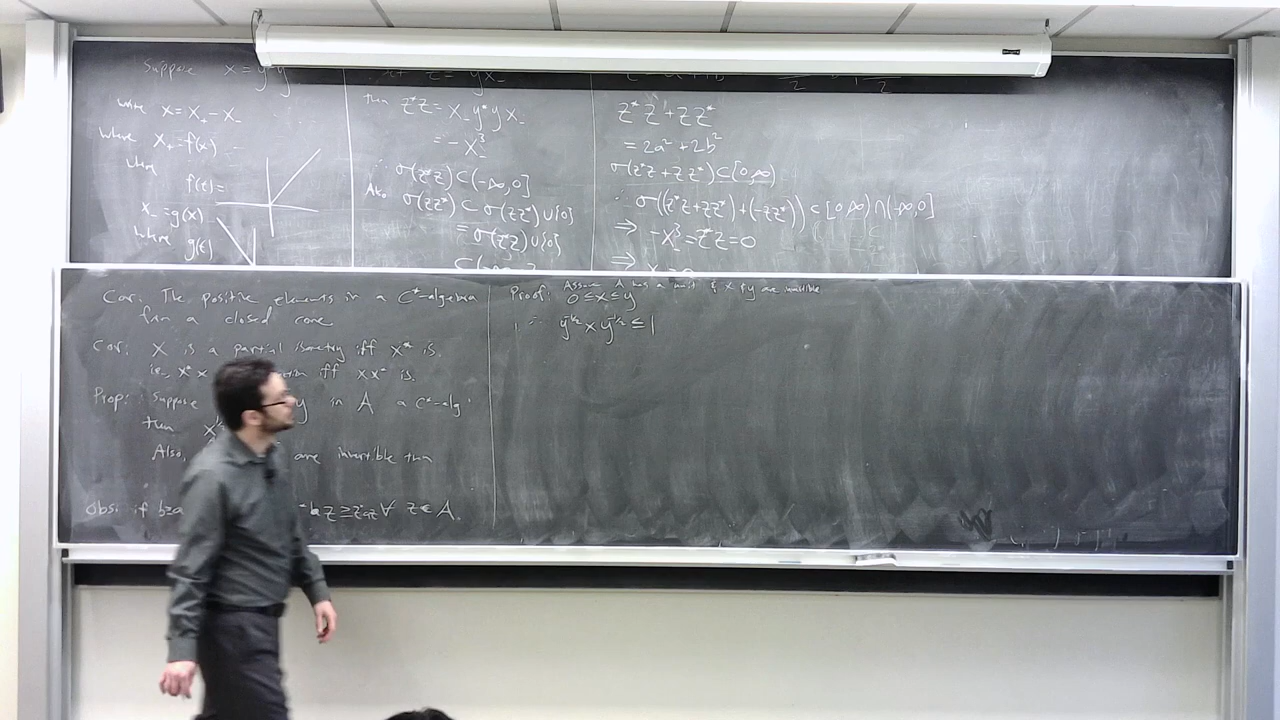 Suppose x = y*y
write x = x₊ - x₋
where x₊ = f(x)
where
f(t) =
x₋ = g(x)
where g(t)
z = y x₋
then z*z = x₋ y*y x₋
= -x₋³
∴ σ(z*z) ⊂ (-∞,0]
Also σ(zz*) ⊂ σ(z*z) ∪ {0}
= σ(z*z) ∪ {0}
z*z + zz*
= 2a² + 2b²
σ(z*z + zz*) ⊂ [0,∞)
∴ σ((z*z + zz*) + (-zz*)) ⊂ [0,∞) ∩ (-∞,0]
⇒ -x₋³ = z*z = 0
⇒
Cor: The positive elements in a C*-algebra
form a closed cone
Cor: X is a partial isometry iff X* is.
i.e., x*x iff xx* is.
Prop: Suppose y in A a C*-alg
then
Also, are invertible then
Obs: if b≥a z ≥ z*az ∀ z ∈ A.
Proof: Assume A has a unit & x & y are invertible
0 ≤ x ≤ y
∴ y^{-1/2} x y^{-1/2} ≤ 1